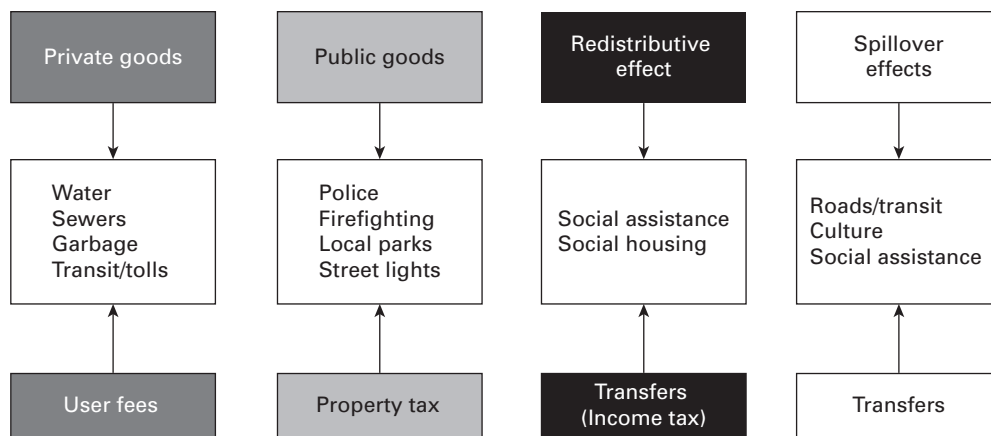 Private goods
Public goods
Redistributive
effect
Spillover
effects
Water
Sewers
Garbage
Transit/tolls
Police
Firefighting
Local parks
Street lights
Social assistance
Social housing
Roads/transit
Culture
Social assistance
User fees
Property tax
Transfers
(Income tax)
Transfers